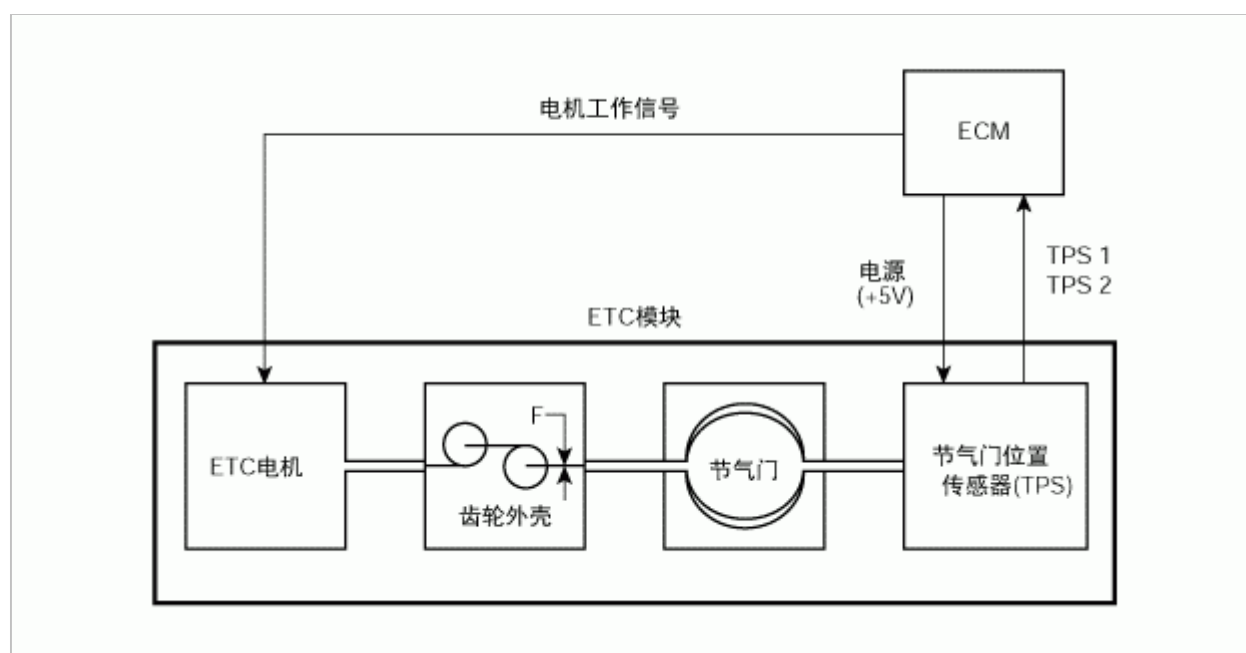 电机工作信号
ECM
电源
(+5V)
TPS 1
TPS 2
ETC模块
ETC电机
F
齿轮外壳
节气门
节气门位置
传感器(TPS)